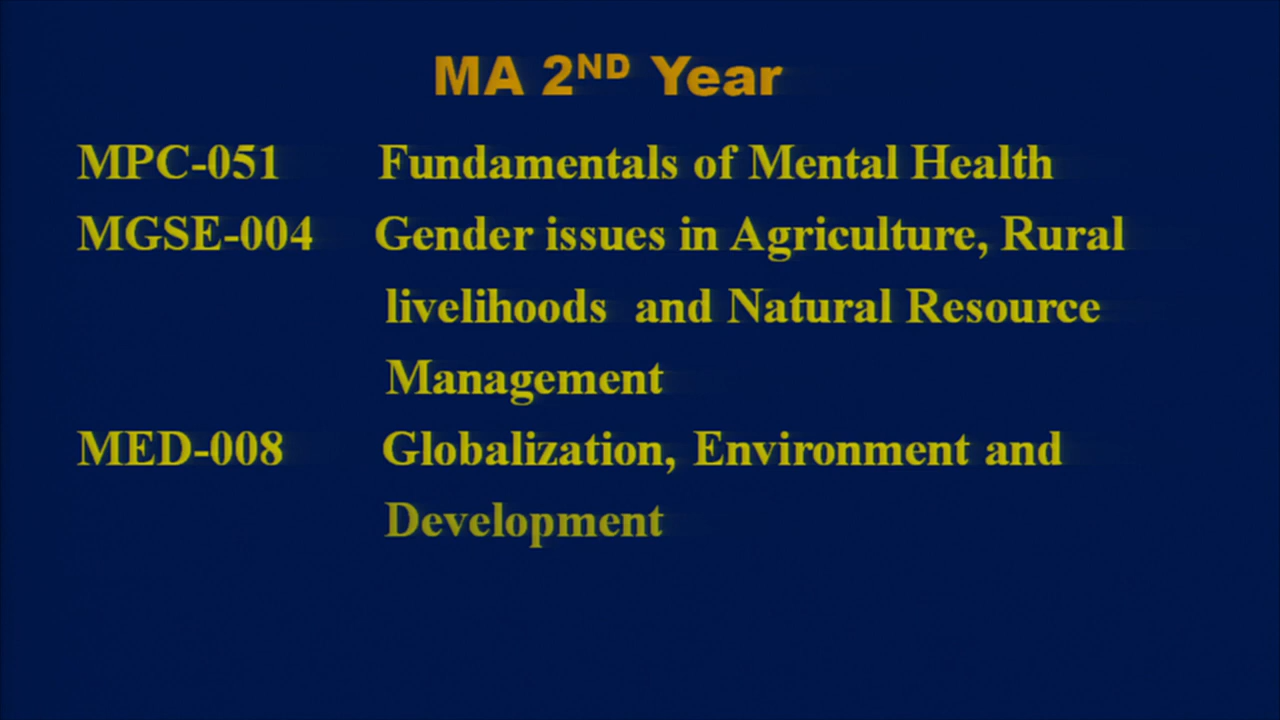 MA 2ND Year
MPC-051 Fundamentals of Mental Health
MGSE-004 Gender issues in Agriculture, Rural
livelihoods and Natural Resource
Management
MED-008 Globalization, Environment and
Development